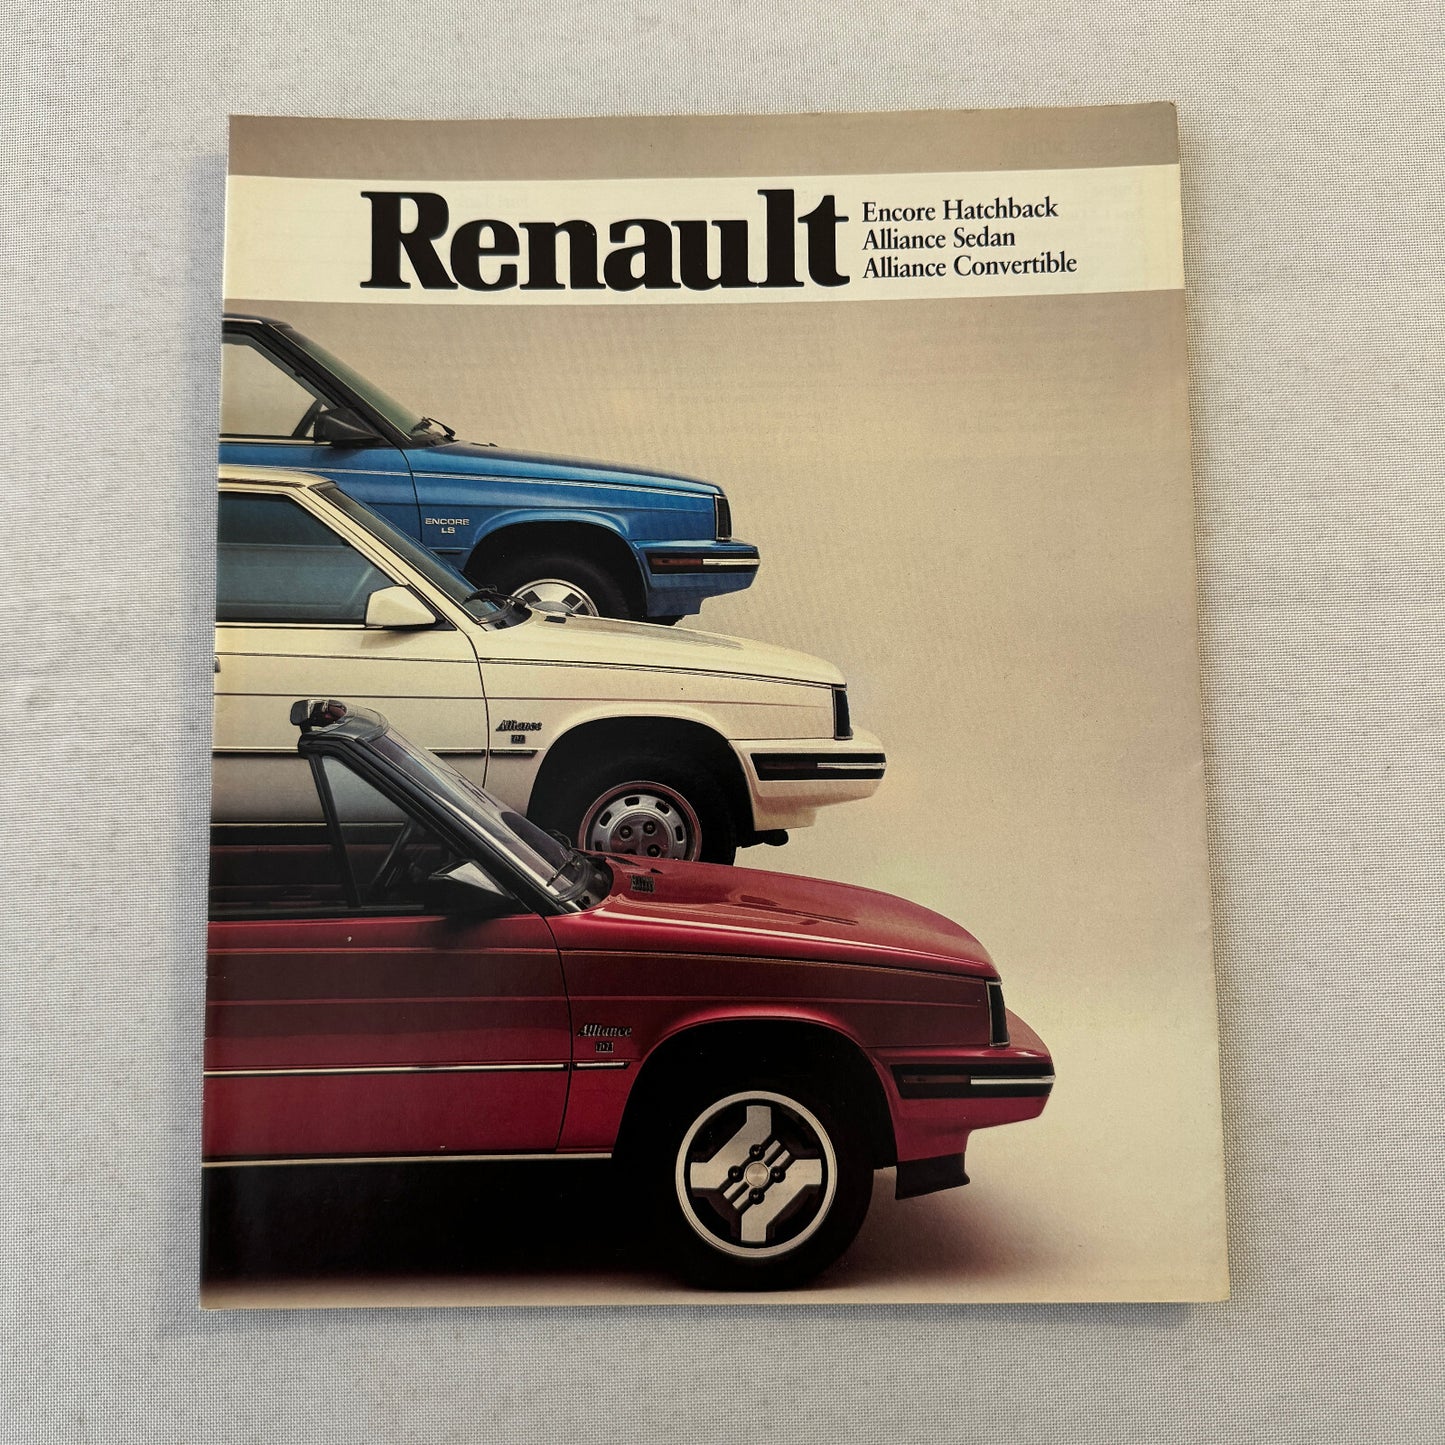 Renault
Encore Hatchback
Alliance Sedan
Alliance Convertible
ENCORE
LS
Alliance
Alliance